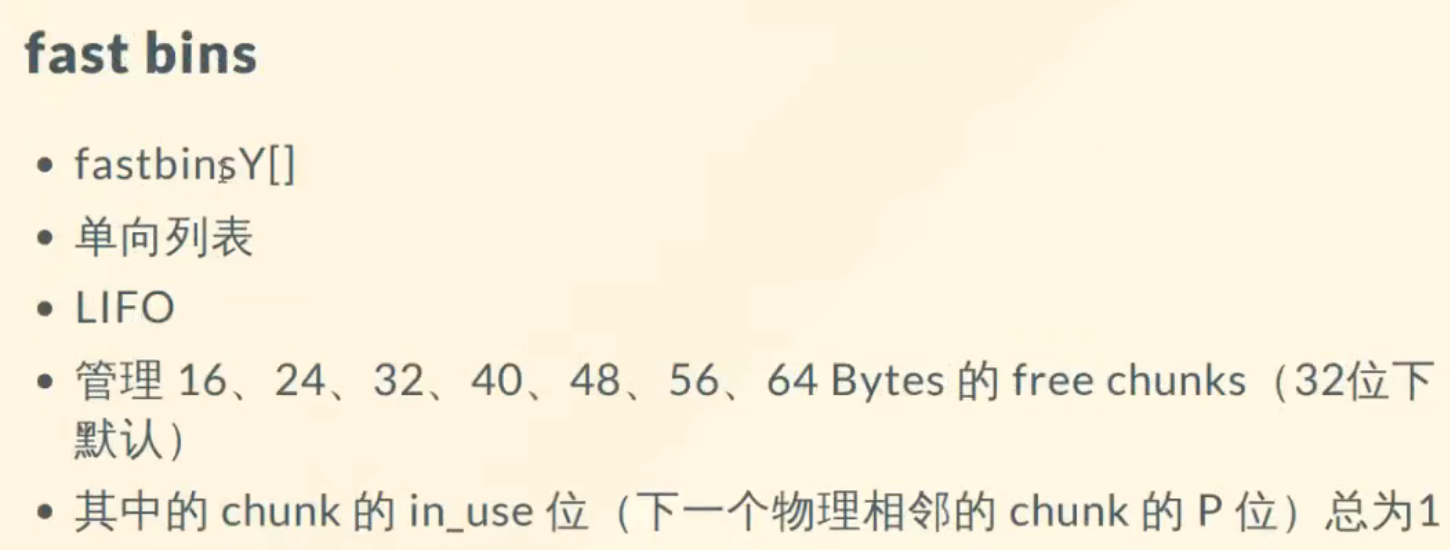 fast bins
• fastbinsY[]
• 单向列表
• LIFO
• 管理 16、24、32、40、48、56、64 Bytes 的 free chunks（32位下
默认）
• 其中的 chunk 的 in_use 位（下一个物理相邻的 chunk 的 P 位）总为1